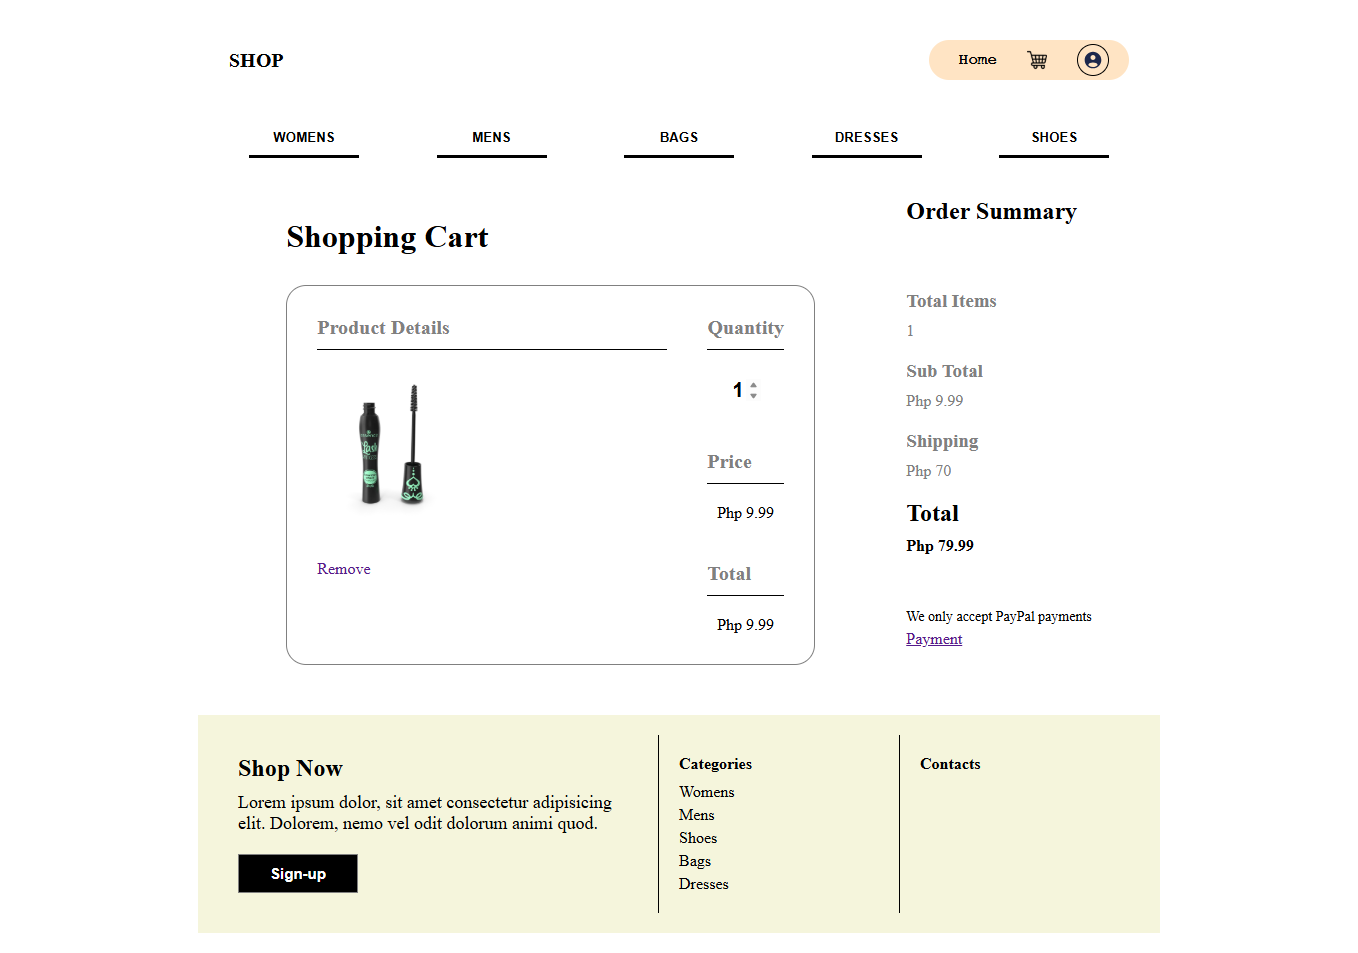 SHOP
Home
WOMENS
MENS
BAGS
DRESSES
SHOES
Shopping Cart
Product Details
Quantity
1
Remove
Price
Php 9.99
Total
Php 9.99
Order Summary
Total Items
1
Sub Total
Php 9.99
Shipping
Php 70
Total
Php 79.99
We only accept PayPal payments
Payment
Shop Now
Lorem ipsum dolor, sit amet consectetur adipisicing
elit. Dolorem, nemo vel odit dolorum animi quod.
Sign-up
Categories
Womens
Mens
Shoes
Bags
Dresses
Contacts